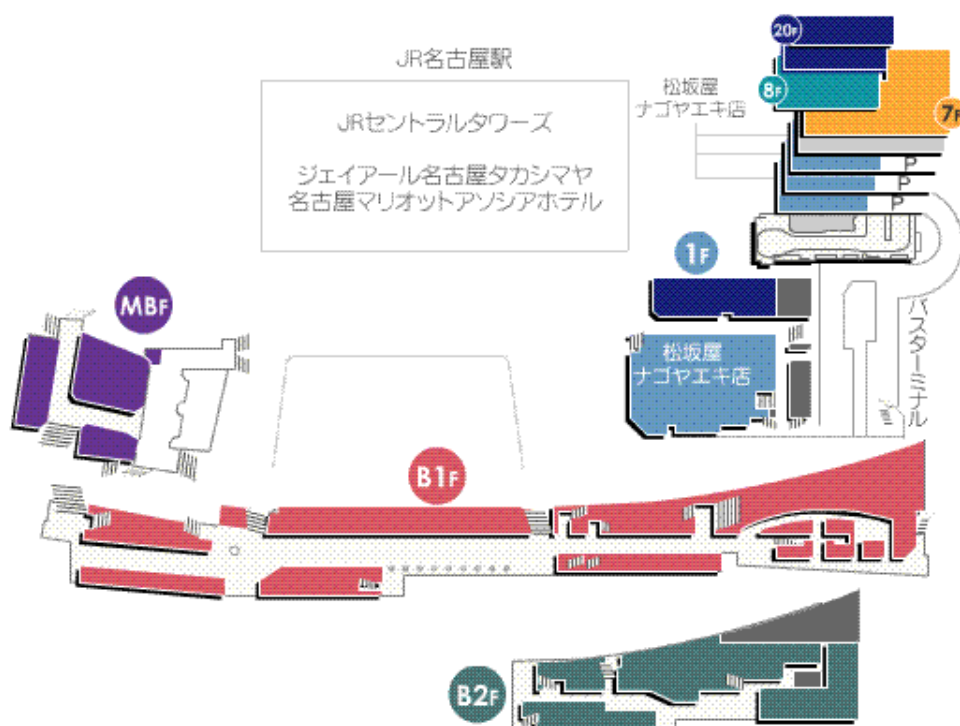 JR名古屋駅
JRセントラルタワーズ
ジェイアール名古屋タカシマヤ
名古屋マリオットアソシアホテル
松坂屋
ナゴヤエキ店
20F
8F
7F
P
P
P
1F
松坂屋
ナゴヤエキ店
バスターミナル
MBF
B1F
B2F